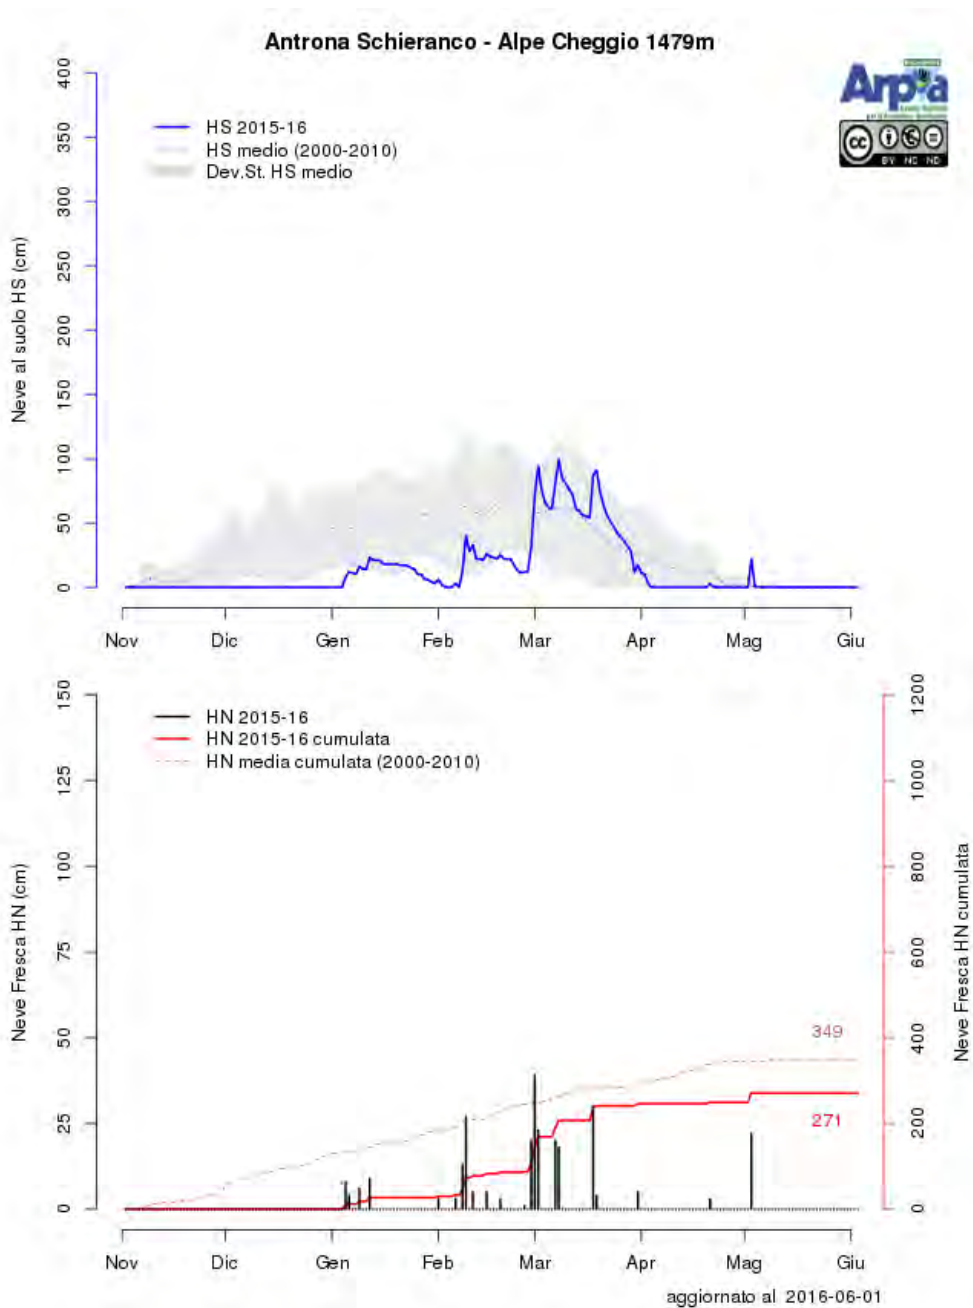 Antrona Schieranco - Alpe Cheggio 1479m
Arpa
cc
BY NC ND
HS 2015-16
HS medio (2000-2010)
Dev.St. HS medio
Neve al suolo HS (cm)
0 50 100 150 200 250 300 350 400
Nov Dic Gen Feb Mar Apr Mag Giu
HN 2015-16
HN 2015-16 cumulata
HN media cumulata (2000-2010)
Neve Fresca HN (cm)
0 25 50 75 100 125 150
Neve Fresca HN cumulata
0 200 400 600 800 1000 1200
349
271
Nov Dic Gen Feb Mar Apr Mag Giu
aggiornato al 2016-06-01